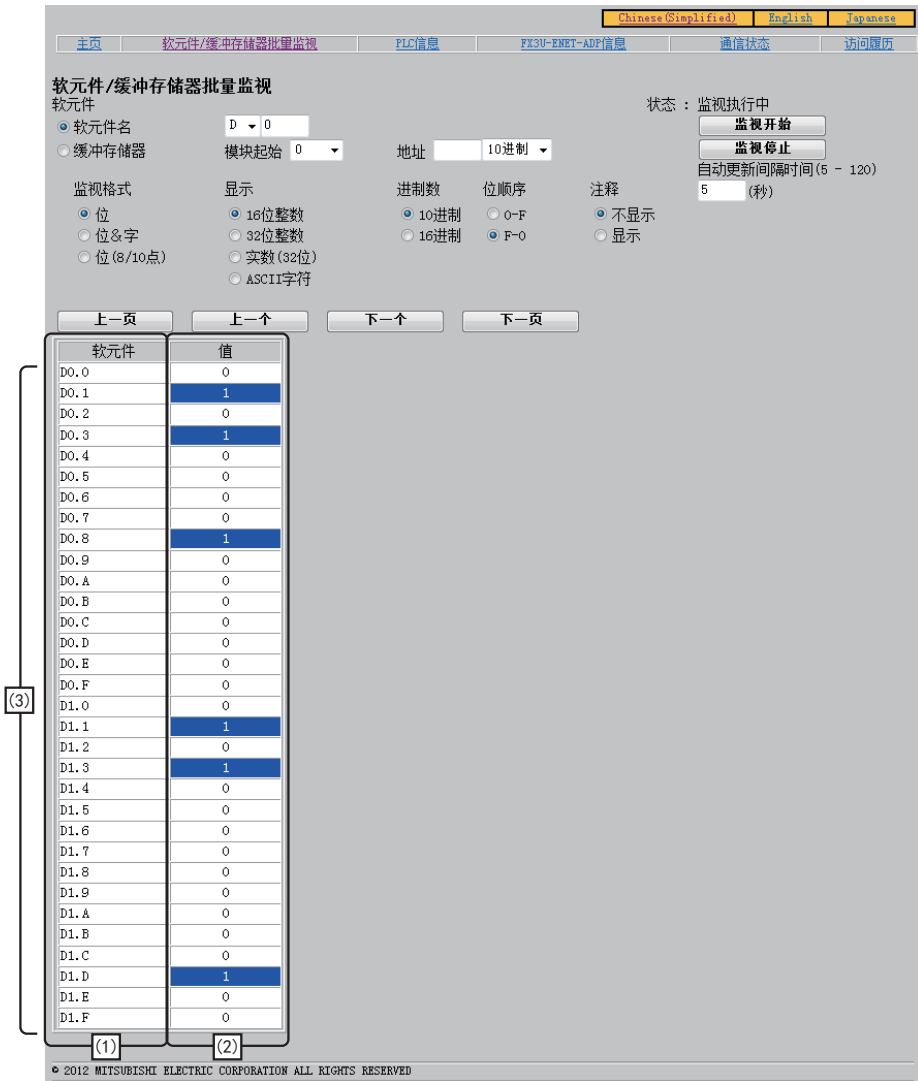 Chinese(Simplified) English Japanese
主页 软元件/缓冲存储器批量监视 PLC信息 FX3U-ENET-ADP信息 通信状态 访问履历
软元件/缓冲存储器批量监视
软元件 状态 : 监视执行中
软元件名 D 0 监视开始
缓冲存储器 模块起始 0 地址 10进制 监视停止
自动更新间隔时间(5 - 120)
监视格式 显示 进制数 位顺序 注释 5 (秒)
位 16位整数 10进制 0-F 不显示
位&字 32位整数 16进制 F-0 显示
位(8/10点) 实数(32位)
ASCII字符
上一页 上一个 下一个 下一页
软元件 值
D0.0 0
D0.1 1
D0.2 0
D0.3 1
D0.4 0
D0.5 0
D0.6 0
D0.7 0
D0.8 1
D0.9 0
D0.A 0
D0.B 0
D0.C 0
D0.D 0
D0.E 0
D0.F 0
(3)
D1.0 0
D1.1 1
D1.2 0
D1.3 1
D1.4 0
D1.5 0
D1.6 0
D1.7 0
D1.8 0
D1.9 0
D1.A 0
D1.B 0
D1.C 0
D1.D 1
D1.E 0
D1.F 0
(1) (2)
© 2012 MITSUBISHI ELECTRIC CORPORATION ALL RIGHTS RESERVED